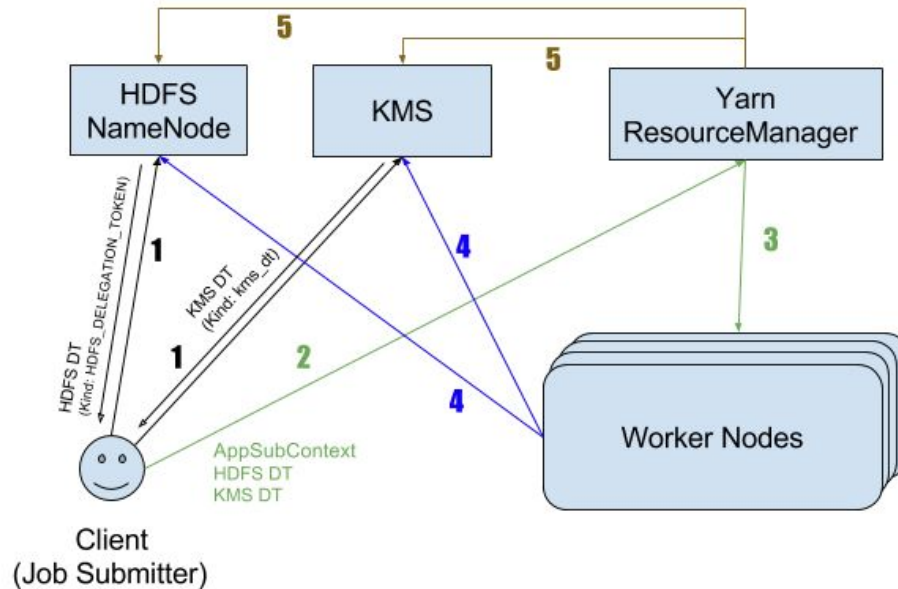 5
5
HDFS
NameNode
KMS
Yarn
ResourceManager
1
HDFS DT
(Kind: HDFS_DELEGATION_TOKEN)
KMS DT
(Kind: kms_dt)
1
4
3
2
4
Worker Nodes
AppSubContext
HDFS DT
KMS DT
Client
(Job Submitter)